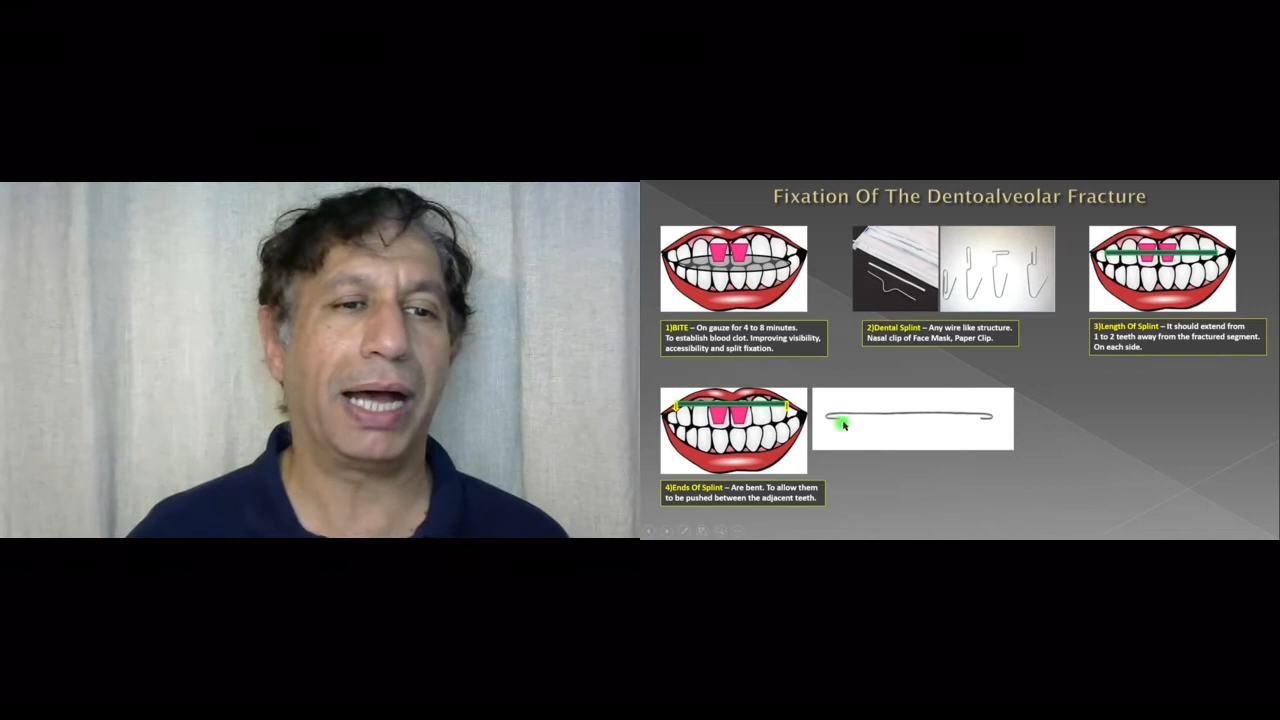 Fixation Of The Dentoalveolar Fracture
1)BITE – On gauze for 4 to 8 minutes.
To establish blood clot. Improving visibility,
accessibility and split fixation.
2)Dental Splint – Any wire like structure.
Nasal clip of Face Mask, Paper Clip.
3)Length Of Splint – It should extend from
1 to 2 teeth away from the fractured segment.
On each side.
4)Ends Of Splint – Are bent. To allow them
to be pushed between the adjacent teeth.